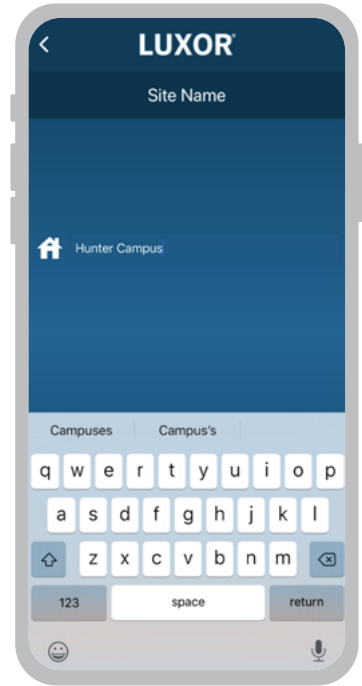 LUXOR
Site Name
Hunter Campus
Campuses Campus's
q w e r t y u i o p
a s d f g h j k l
z x c v b n m
123 space return